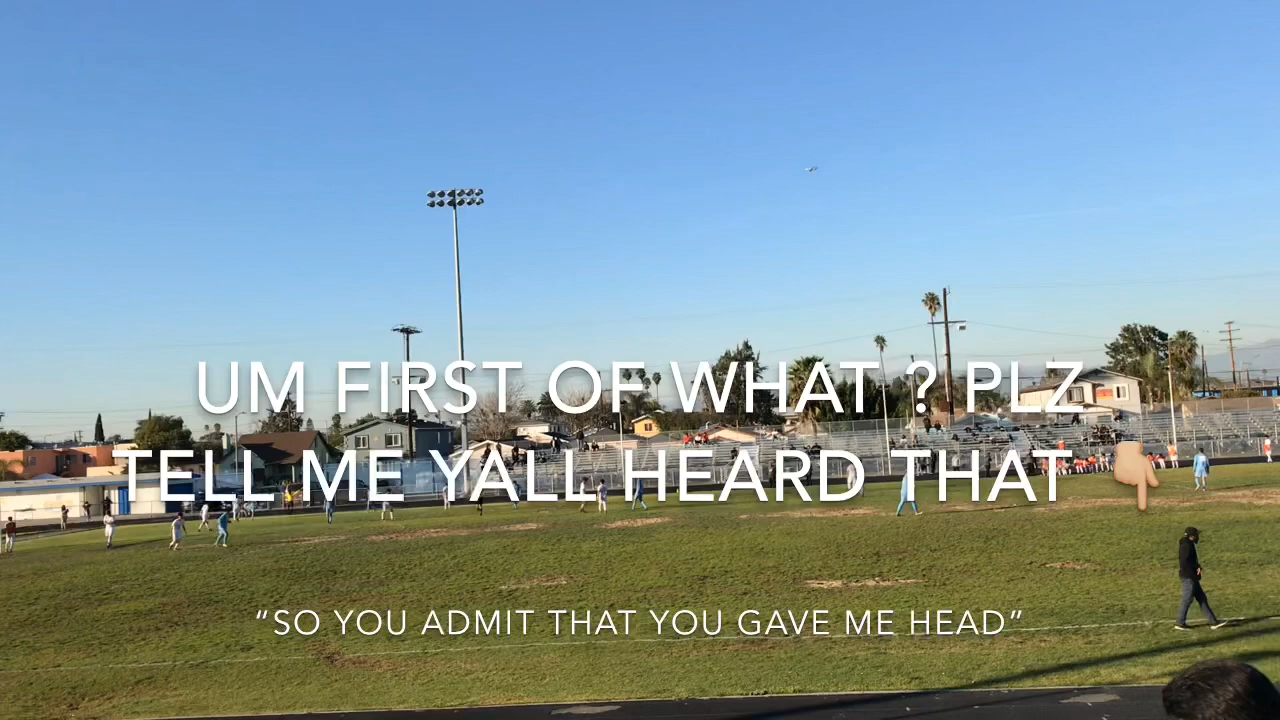 UM FIRST OF WHAT ? PLZ
TELL ME YALL HEARD THAT 👇🏼
“SO YOU ADMIT THAT YOU GAVE ME HEAD”